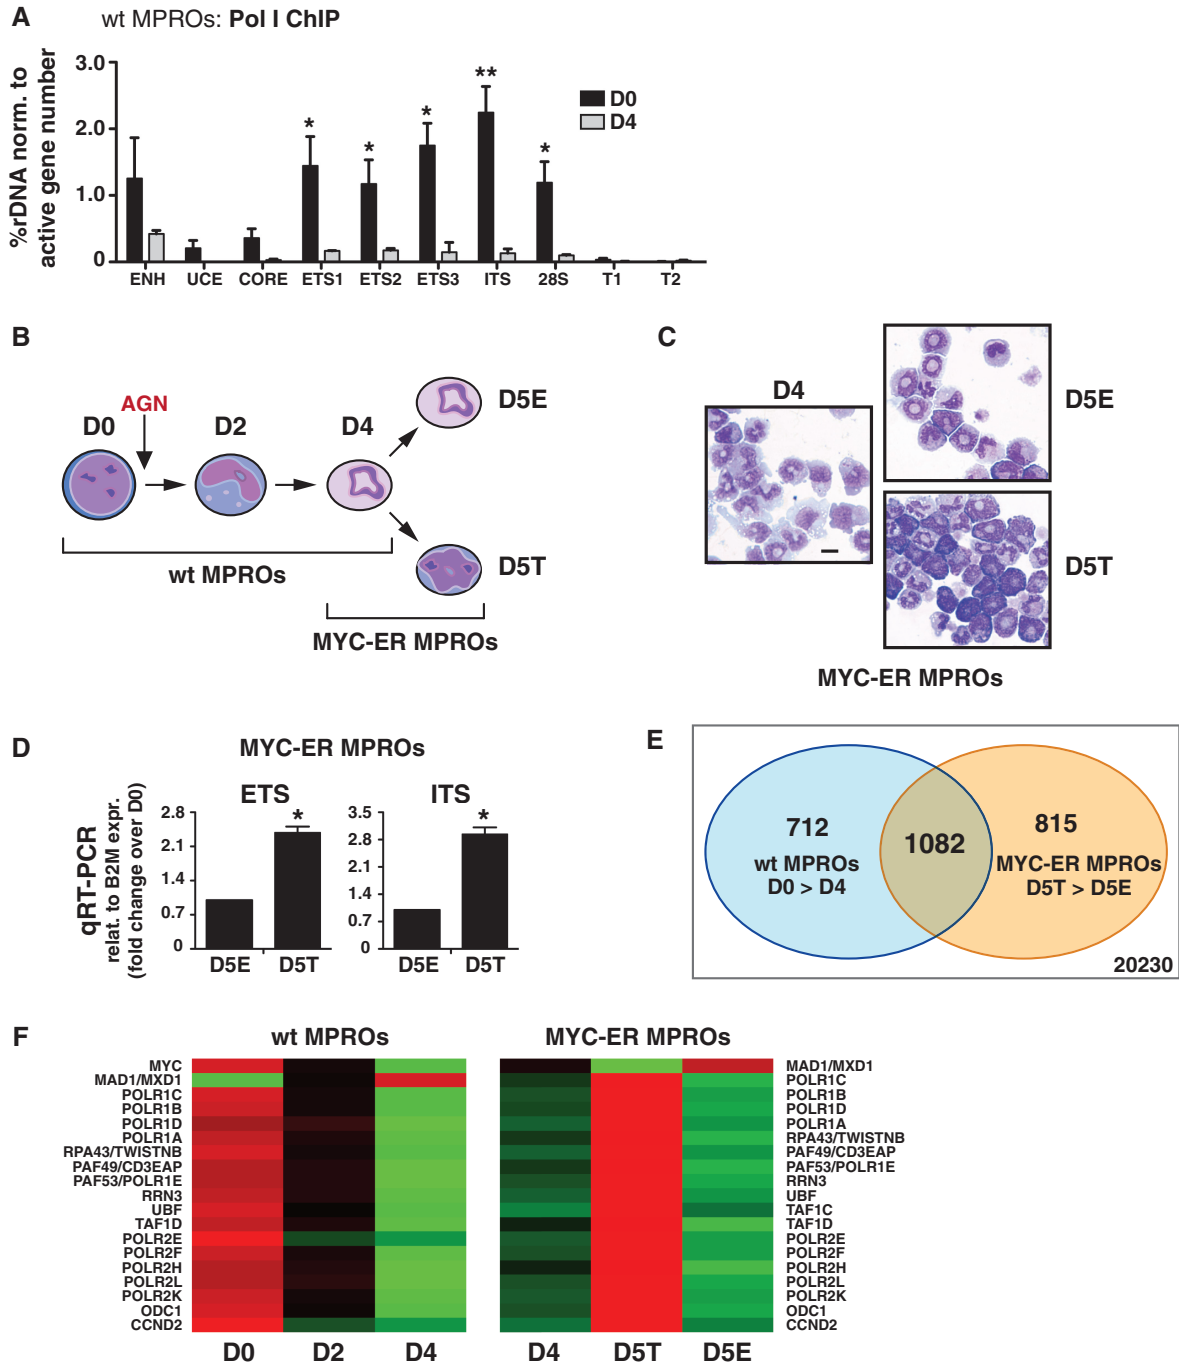 A
wt MPROs: Pol I ChIP
%rDNA norm. to
active gene number
3.0
2.0
1.0
0
*
*
*
**
*
D0
D4
ENH UCE CORE ETS1 ETS2 ETS3 ITS 28S T1 T2
B
AGN
D0 D2 D4
D5E
D5T
wt MPROs
MYC-ER MPROs
C
D4
D5E
D5T
MYC-ER MPROs
D
MYC-ER MPROs
qRT-PCR
relat. to B2M expr.
(fold change over D0)
ETS
2.8
2.1
1.4
0.7
0
*
D5E D5T
ITS
3.5
2.8
2.1
1.4
0.7
0
*
D5E D5T
E
712
wt MPROs
D0 > D4
1082
815
MYC-ER MPROs
D5T > D5E
20230
F
wt MPROs
MYC
MAD1/MXD1
POLR1C
POLR1B
POLR1D
POLR1A
RPA43/TWISTNB
PAF49/CD3EAP
PAF53/POLR1E
RRN3
UBF
TAF1D
POLR2E
POLR2F
POLR2H
POLR2L
POLR2K
ODC1
CCND2
D0 D2 D4
MYC-ER MPROs
MAD1/MXD1
POLR1C
POLR1B
POLR1D
POLR1A
RPA43/TWISTNB
PAF49/CD3EAP
PAF53/POLR1E
RRN3
UBF
TAF1C
TAF1D
POLR2E
POLR2F
POLR2H
POLR2L
POLR2K
ODC1
CCND2
D4 D5T D5E